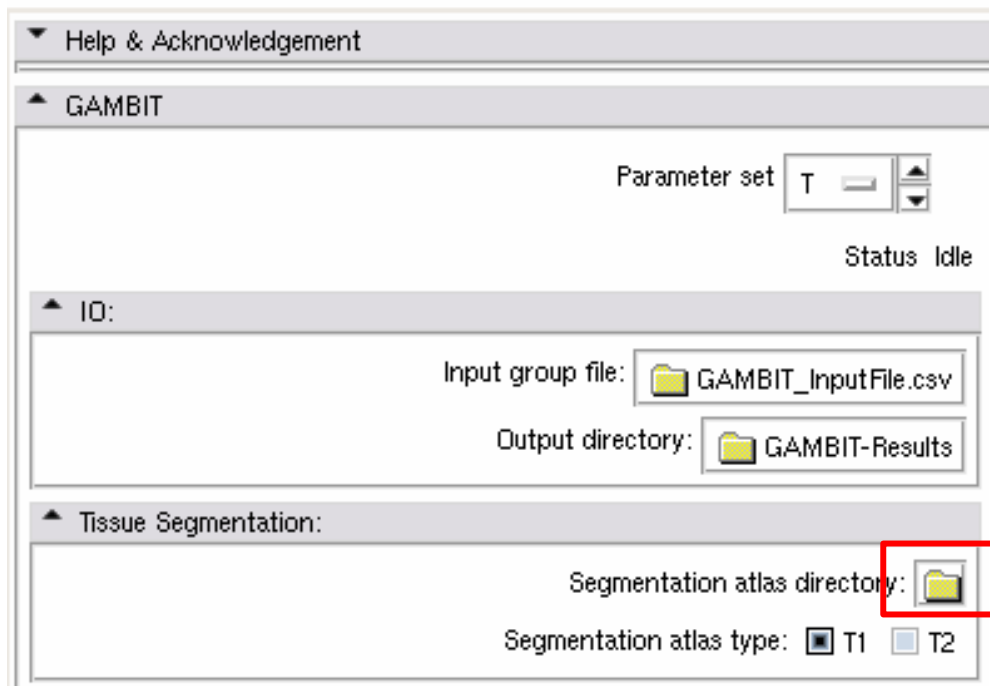 Help & Acknowledgement
GAMBIT
Parameter set T
Status Idle
IO:
Input group file: GAMBIT_InputFile.csv
Output directory: GAMBIT-Results
Tissue Segmentation:
Segmentation atlas directory:
Segmentation atlas type: T1 T2